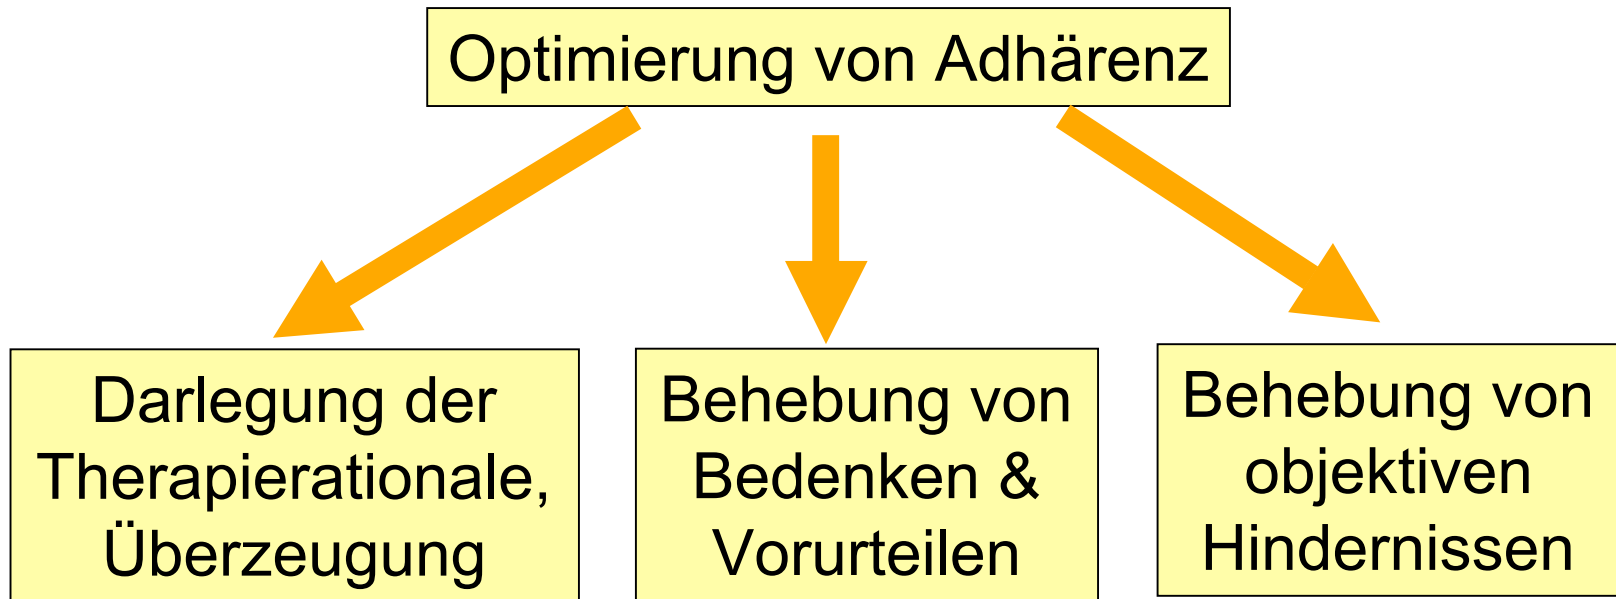 Optimierung von Adhärenz
Darlegung der
Therapierationale,
Überzeugung
Behebung von
Bedenken &
Vorurteilen
Behebung von
objektiven
Hindernissen